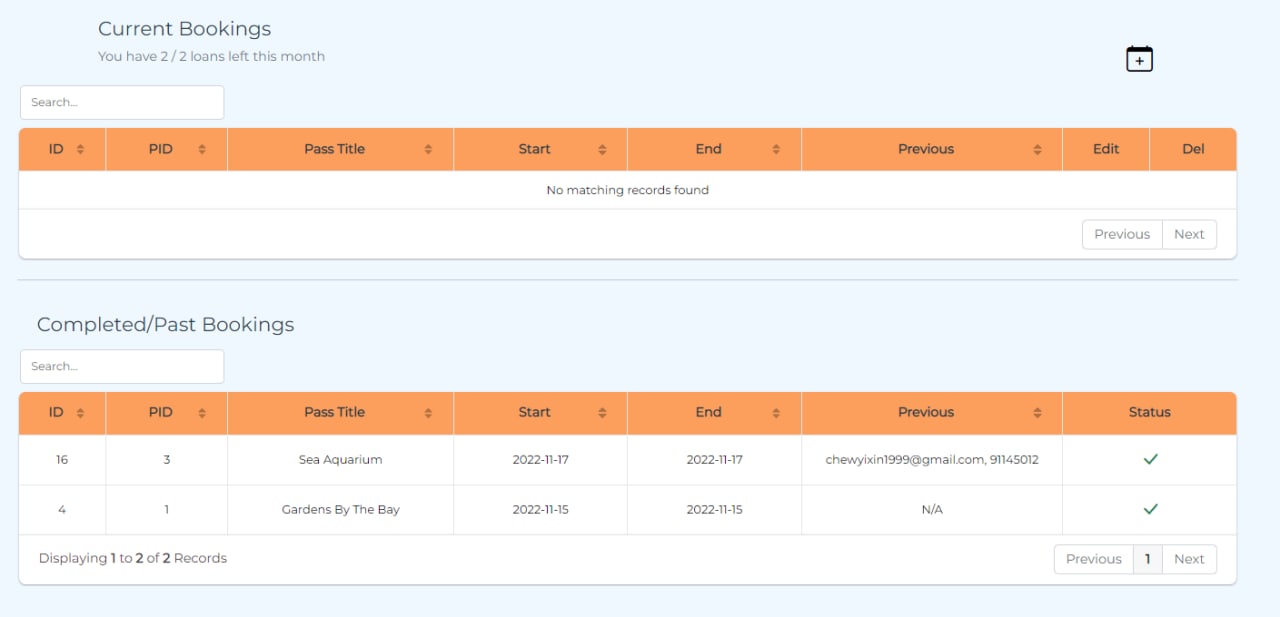 Current Bookings
You have 2 / 2 loans left this month
Search...
ID PID Pass Title Start End Previous Edit Del
No matching records found
Previous Next
Completed/Past Bookings
Search...
ID PID Pass Title Start End Previous Status
16 3 Sea Aquarium 2022-11-17 2022-11-17 chewyixin1999@gmail.com, 91145012
4 1 Gardens By The Bay 2022-11-15 2022-11-15 N/A
Displaying 1 to 2 of 2 Records Previous 1 Next